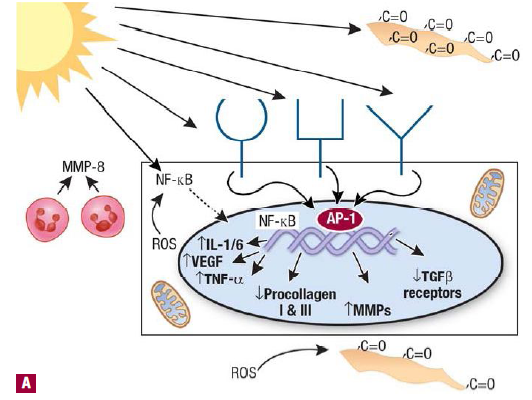 ,C=O
,C=O
,C=O
,C=O
,C=O
,C=O
MMP-8
NF-κB
NF-κB
AP-1
ROS
↑IL-1/6
↑VEGF
↑TNF-α
↓Procollagen
I & III
↑MMPs
↓TGFβ
receptors
ROS
,C=O
,C=O
,C=O
A